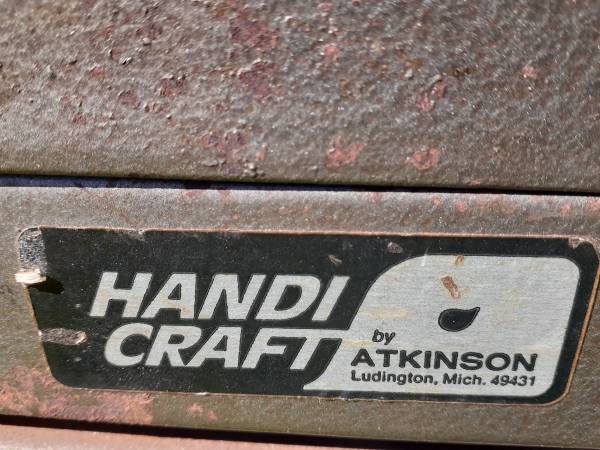 HANDI
CRAFT
by
ATKINSON
Ludington, Mich. 49431